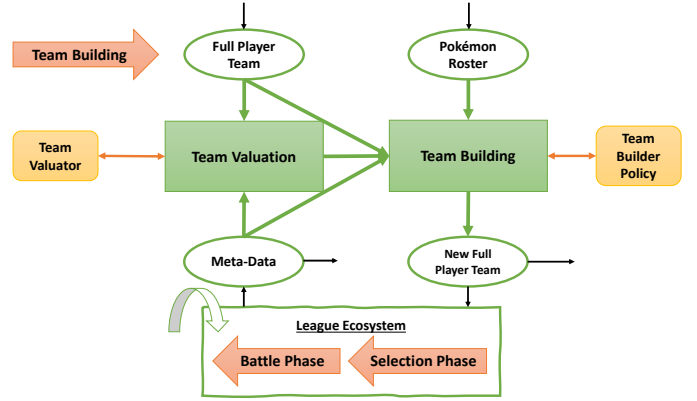 Team Building
Full Player
Team
Pokémon
Roster
Team
Valuator
Team Valuation
Team Building
Team
Builder
Policy
Meta-Data
New Full
Player Team
League Ecosystem
Battle Phase
Selection Phase